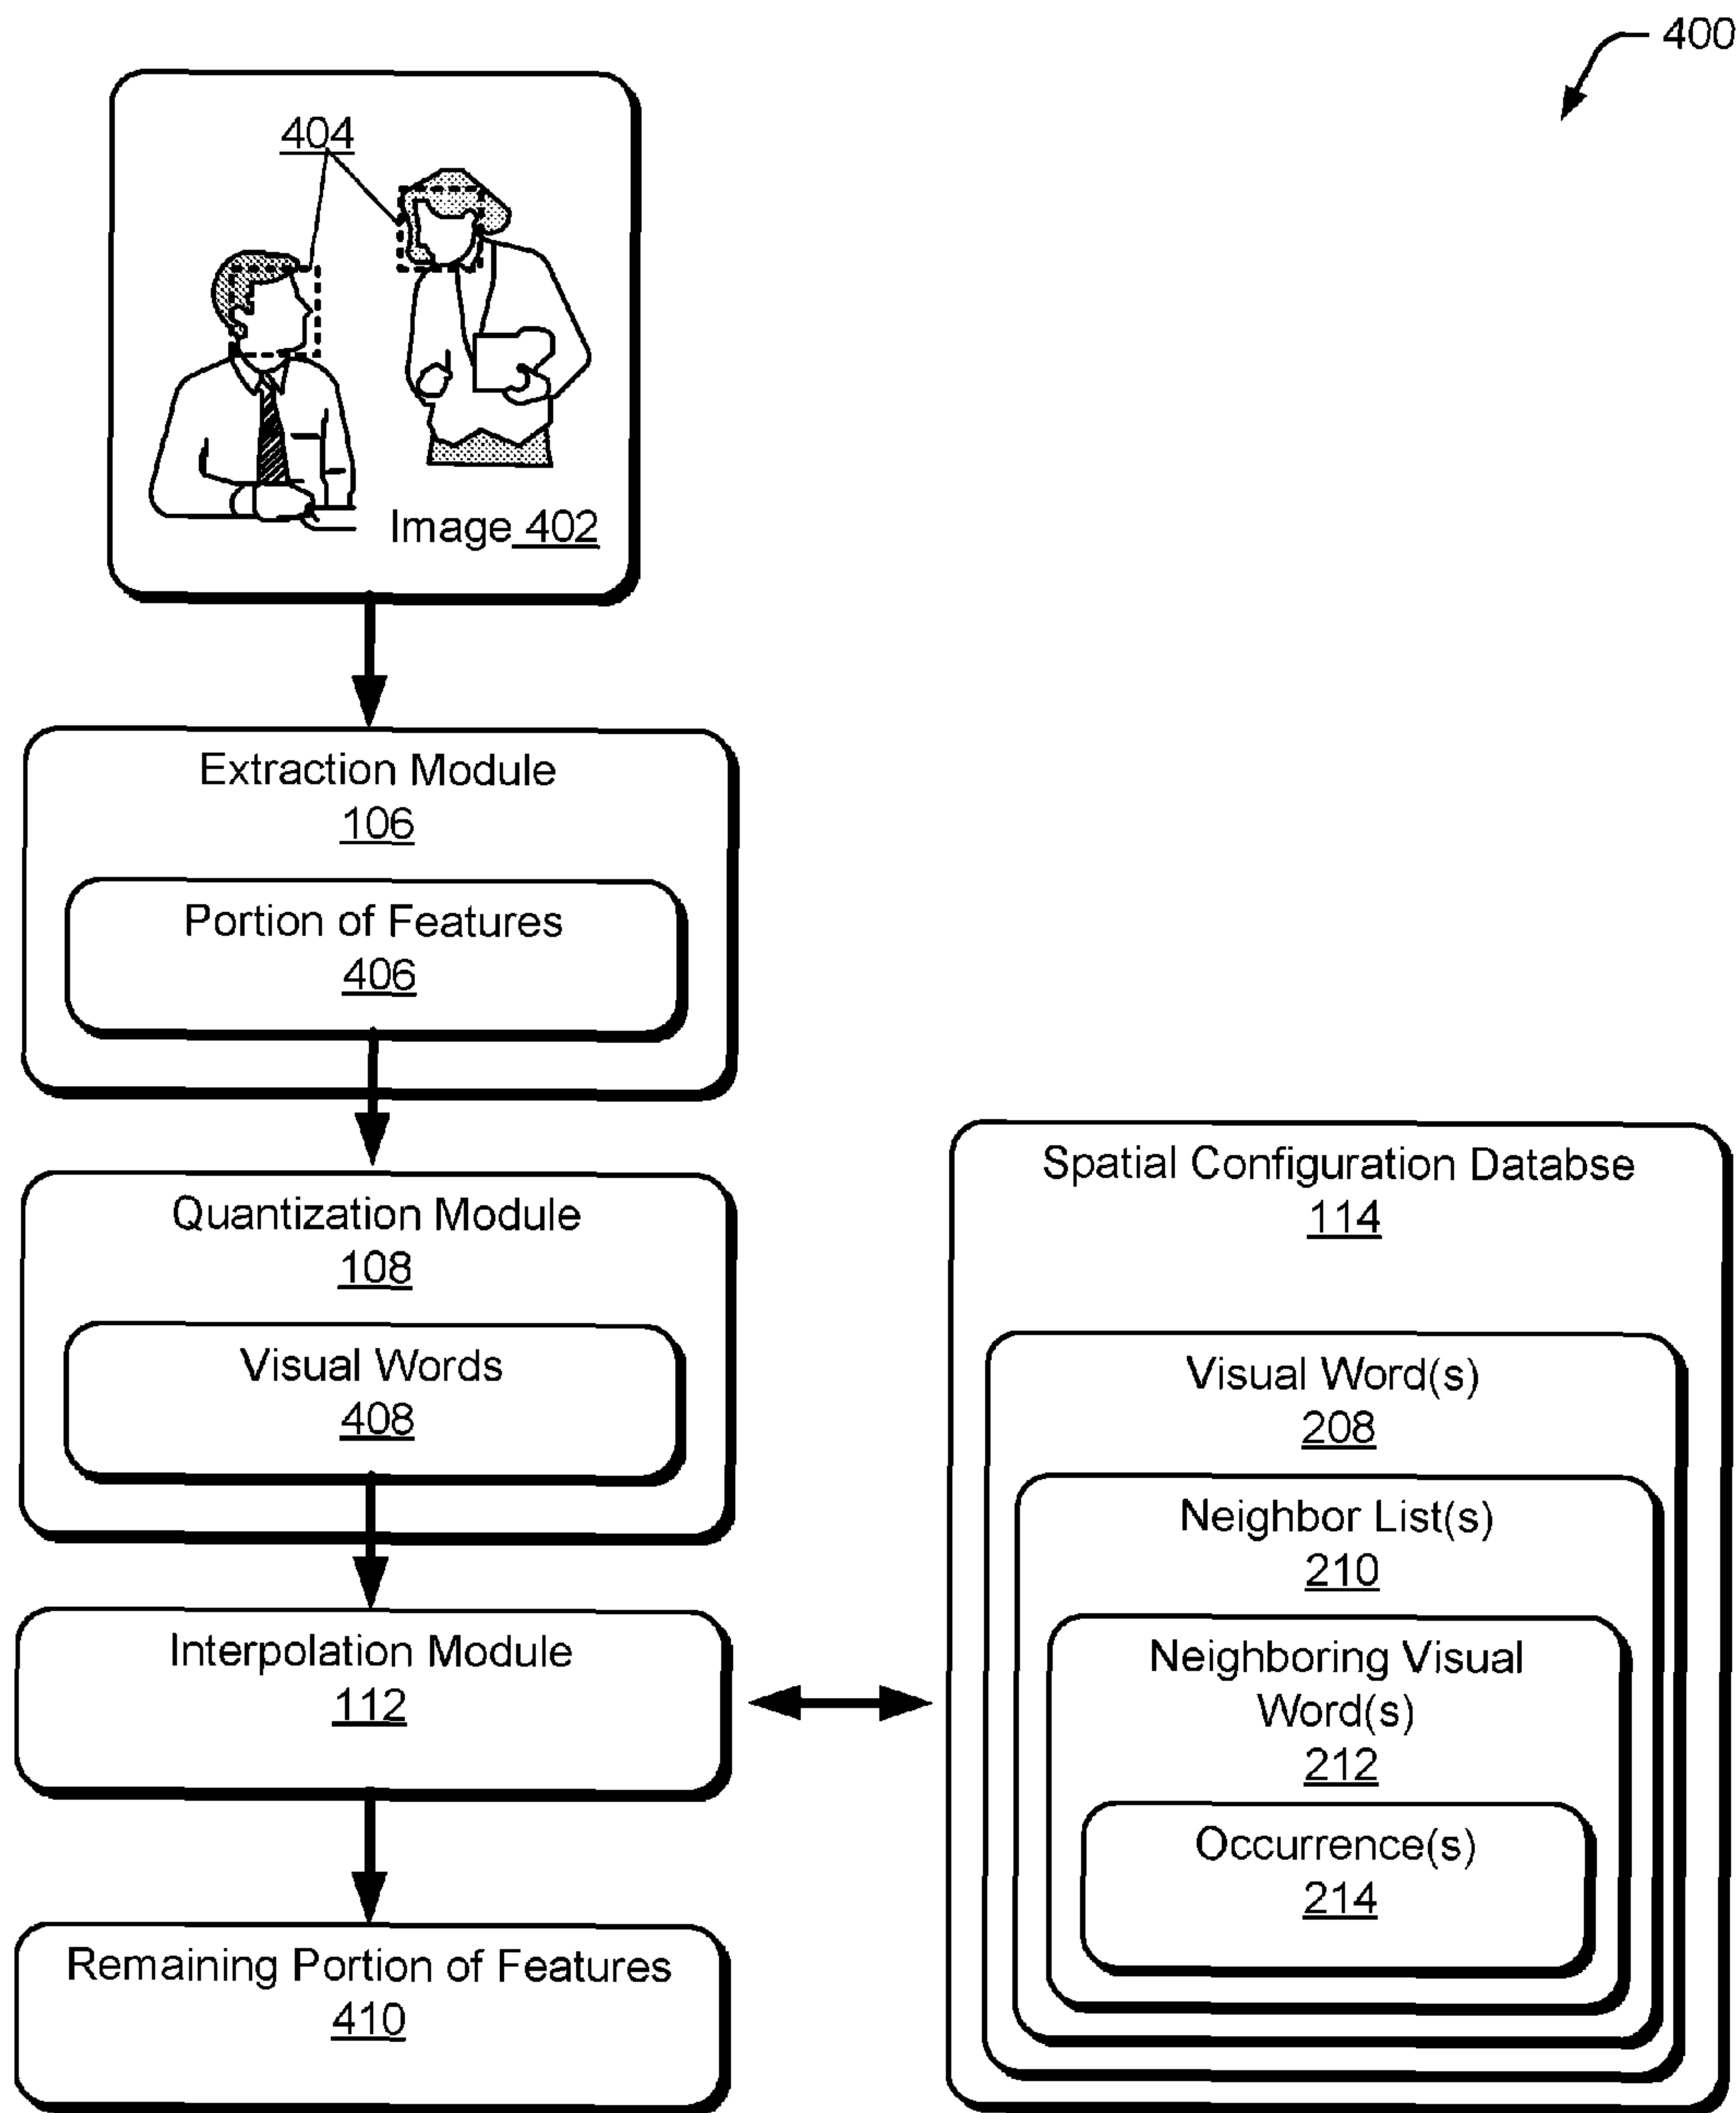 400
404
Image 402
Extraction Module
106
Portion of Features
406
Quantization Module
108
Visual Words
408
Interpolation Module
112
Remaining Portion of Features
410
Spatial Configuration Databse
114
Visual Word(s)
208
Neighbor List(s)
210
Neighboring Visual
Word(s)
212
Occurrence(s)
214